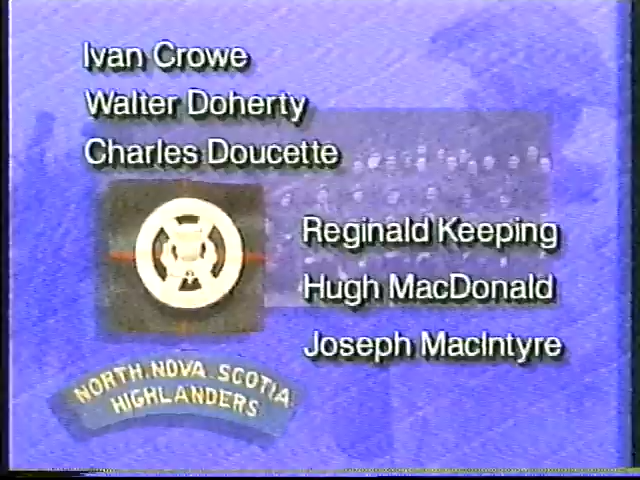 Ivan Crowe
Walter Doherty
Charles Doucette
Reginald Keeping
Hugh MacDonald
Joseph MacIntyre
NORTH.NOVA.SCOTIA
HIGHLANDERS